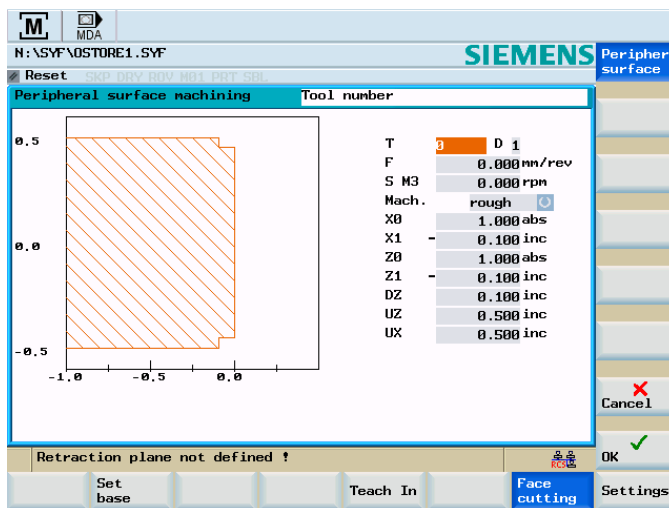 M
MDA
N:\SYF\OSTORE1.SYF
SIEMENS
Peripher
surface
Reset SKP DRY ROV M01 PRT SBL
Peripheral surface machining Tool number
T 0 D 1
F 0.000 mm/rev
S M3 0.000 rpm
Mach. rough
X0 1.000 abs
X1 - 0.100 inc
Z0 1.000 abs
Z1 - 0.100 inc
DZ 0.100 inc
UZ 0.500 inc
UX 0.500 inc
0.5
0.0
-0.5
-1.0 -0.5 0.0
Cancel
OK
Retraction plane not defined !
RCS
Set
base
Teach In
Face
cutting
Settings